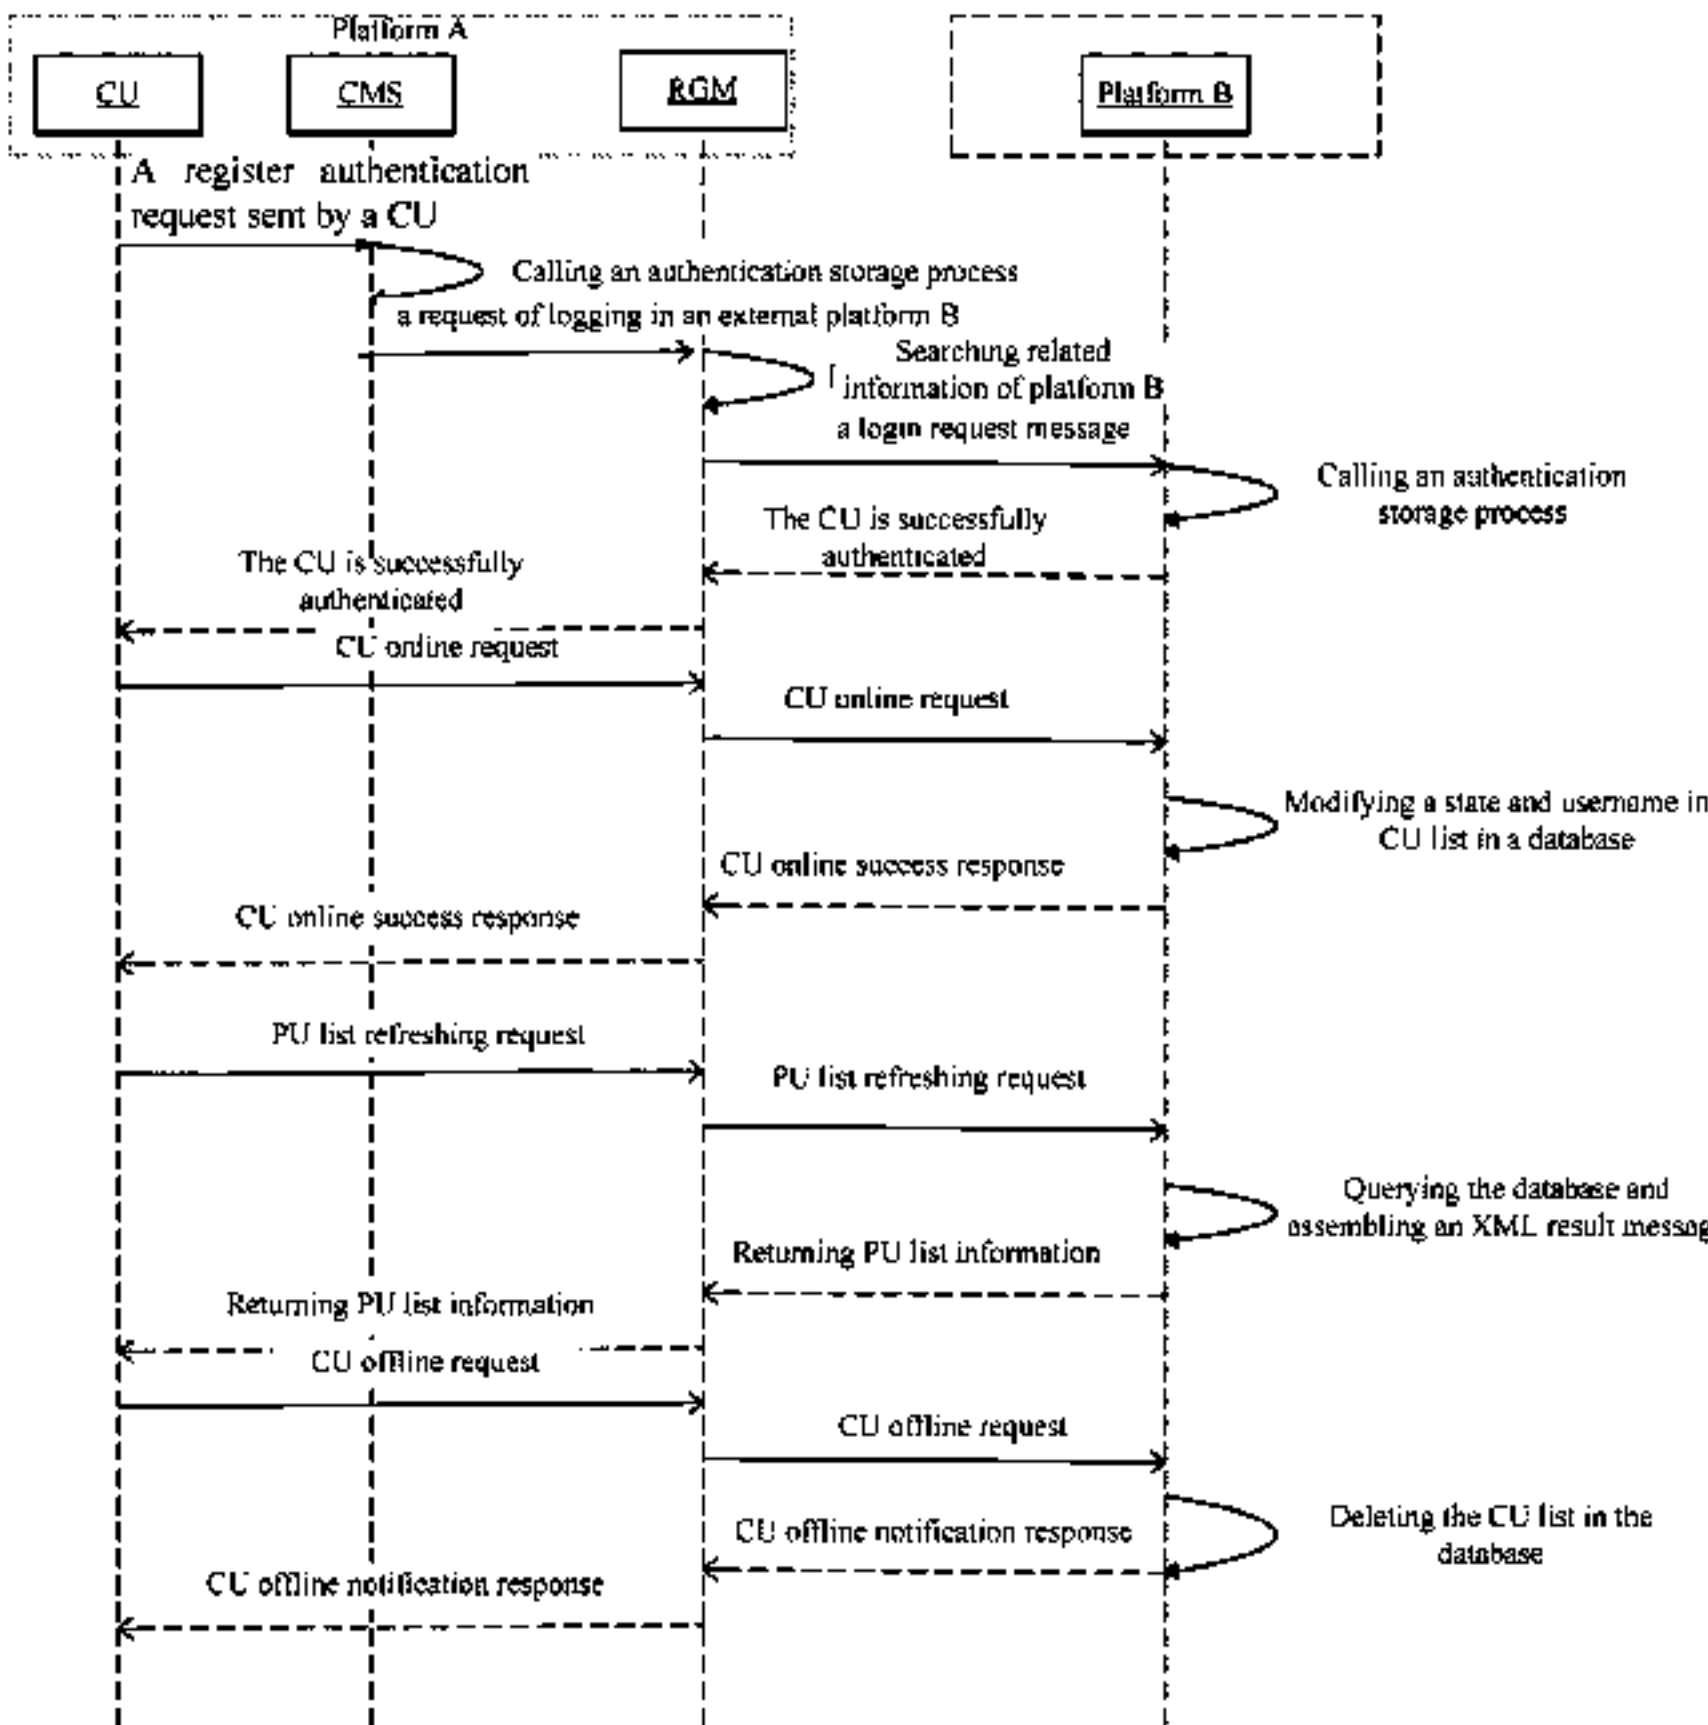 Platform A
CU
CMS
RGM
Platform B
A register authentication
request sent by a CU
Calling an authentication storage process
a request of logging in an external platform B
Searching related
information of platform B
a login request message
Calling an authentication
storage process
The CU is successfully
authenticated
The CU is successfully
authenticated
CU online request
CU online request
Modifying a state and username in
CU list in a database
CU online success response
CU online success response
PU list refreshing request
PU list refreshing request
Querying the database and
assembling an XML result messag
Returning PU list information
Returning PU list information
CU offline request
CU offline request
Deleting the CU list in the
database
CU offline notification response
CU offline notification response